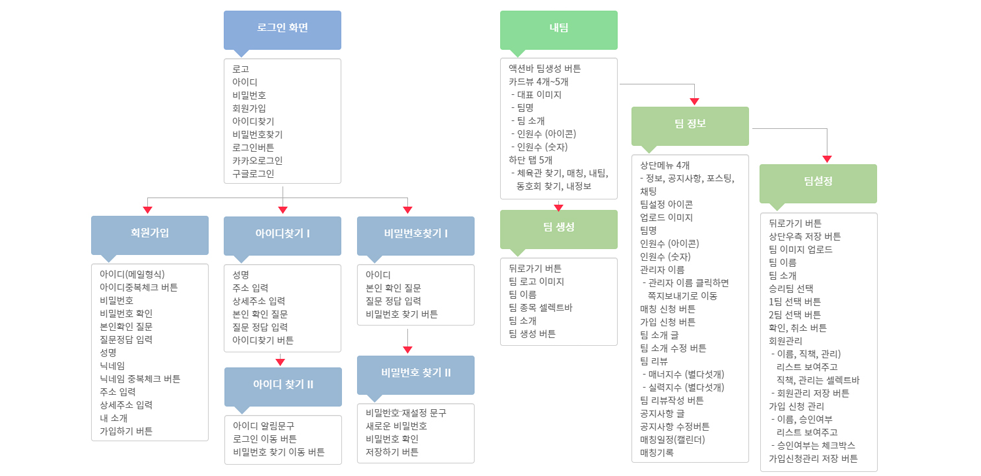 로그인 화면
로고
아이디
비밀번호
회원가입
아이디찾기
비밀번호찾기
로그인버튼
카카오로그인
구글로그인
회원가입
아이디(메일형식)
아이디중복체크 버튼
비밀번호
비밀번호 확인
본인확인 질문
질문정답 입력
성명
닉네임
닉네임 중복체크 버튼
주소 입력
상세주소 입력
내 소개
가입하기 버튼
아이디찾기 I
성명
주소 입력
상세주소 입력
본인 확인 질문
질문 정답 입력
아이디찾기 버튼
아이디 찾기 II
아이디 알림문구
로그인 이동 버튼
비밀번호 찾기 이동 버튼
비밀번호찾기 I
아이디
본인 확인 질문
질문 정답 입력
비밀번호 찾기 버튼
비밀번호 찾기 II
비밀번호 재설정 문구
새로운 비밀번호
비밀번호 확인
저장하기 버튼
내팀
액션바 팀생성 버튼
카드뷰 4개~5개
- 대표 이미지
- 팀명
- 팀 소개
- 인원수 (아이콘)
- 인원수 (숫자)
하단 탭 5개
- 체육관 찾기, 매칭, 내팀,
동호회 찾기, 내정보
팀 생성
뒤로가기 버튼
팀 로고 이미지
팀 이름
팀 종목 셀렉트바
팀 소개
팀 생성 버튼
팀 정보
상단메뉴 4개
- 정보, 공지사항, 포스팅,
채팅
팀설정 아이콘
업로드 이미지
팀명
인원수 (아이콘)
인원수 (숫자)
관리자 이름
- 관리자 이름 클릭하면
쪽지보내기로 이동
매칭 신청 버튼
가입 신청 버튼
팀 소개 글
팀 소개 수정 버튼
팀 리뷰
- 매너지수 (별다섯개)
- 실력지수 (별다섯개)
팀 리뷰작성 버튼
공지사항 글
공지사항 수정버튼
매칭일정(캘린더)
매칭기록
팀설정
뒤로가기 버튼
상단우측 저장 버튼
팀 이미지 업로드
팀 이름
팀 소개
승리팀 선택
1팀 선택 버튼
2팀 선택 버튼
확인, 취소 버튼
회원관리
- 이름, 직책, 관리)
리스트 보여주고
직책, 관리는 셀렉트바
- 회원관리 저장 버튼
가입 신청 관리
- 이름, 승인여부
리스트 보여주고
- 승인여부는 체크박스
가입신청관리 저장 버튼